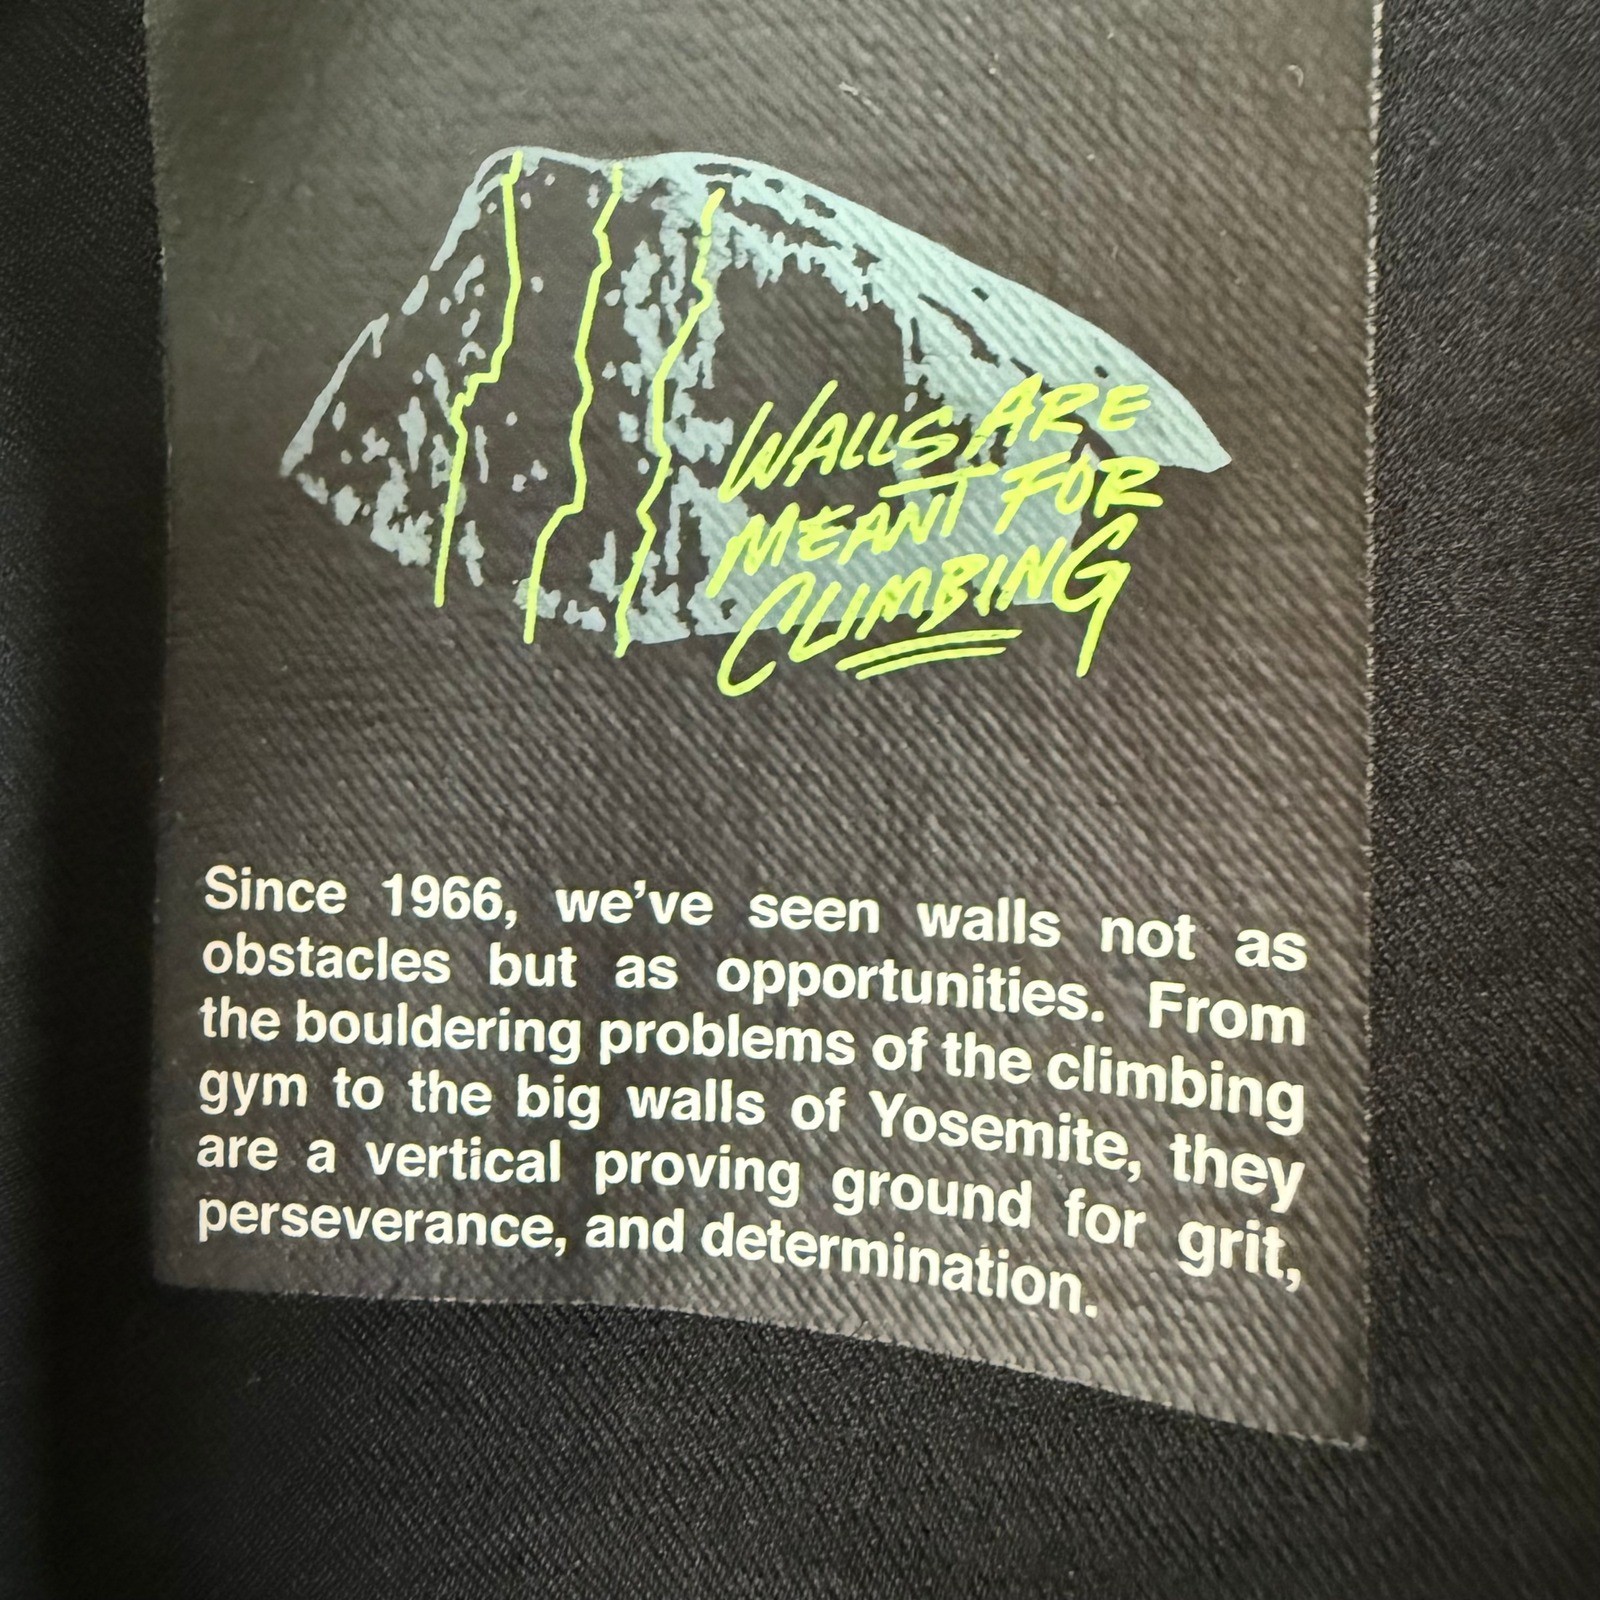 WALLS ARE
MEANT FOR
CLIMBING
Since 1966, we've seen walls not as
obstacles but as opportunities. From
the bouldering problems of the climbing
gym to the big walls of Yosemite, they
are a vertical proving ground for grit,
perseverance, and determination.